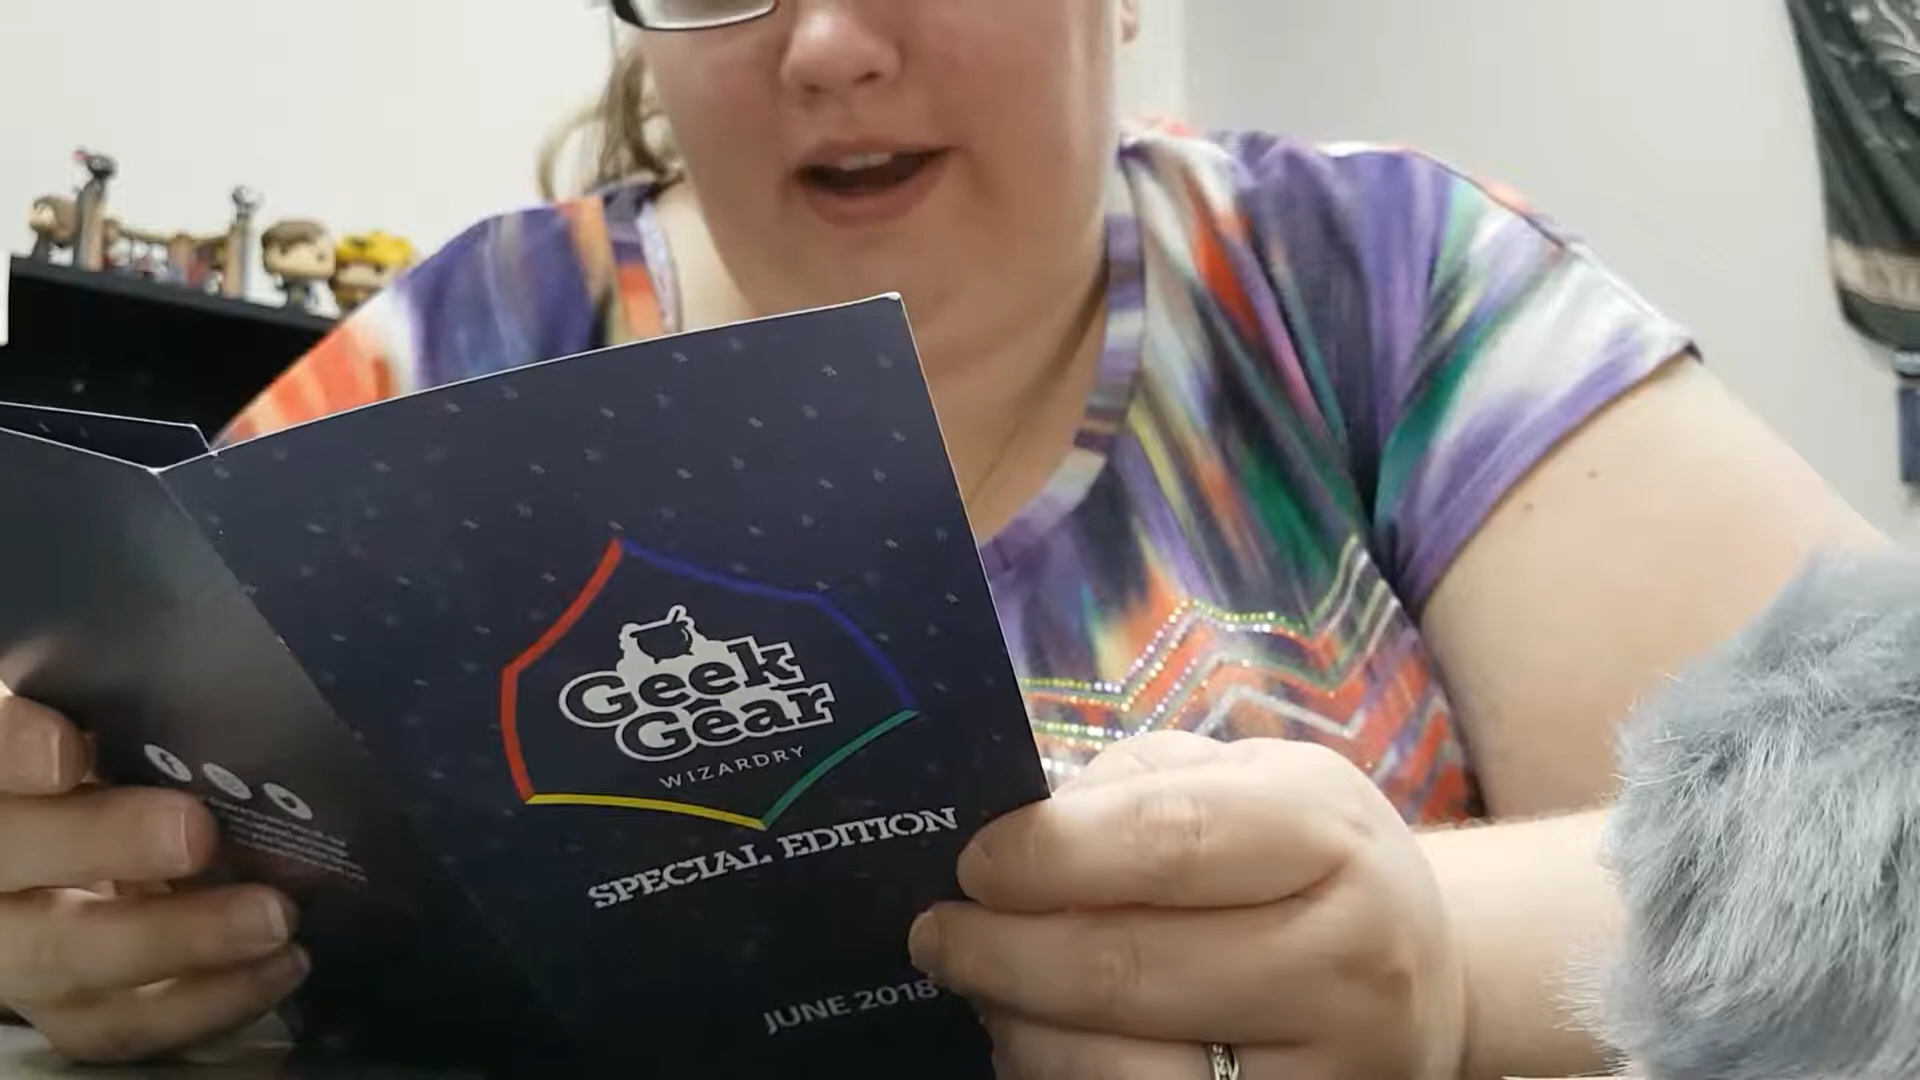 Geek
Gear
WIZARDRY
SPECIAL EDITION
JUNE 2018